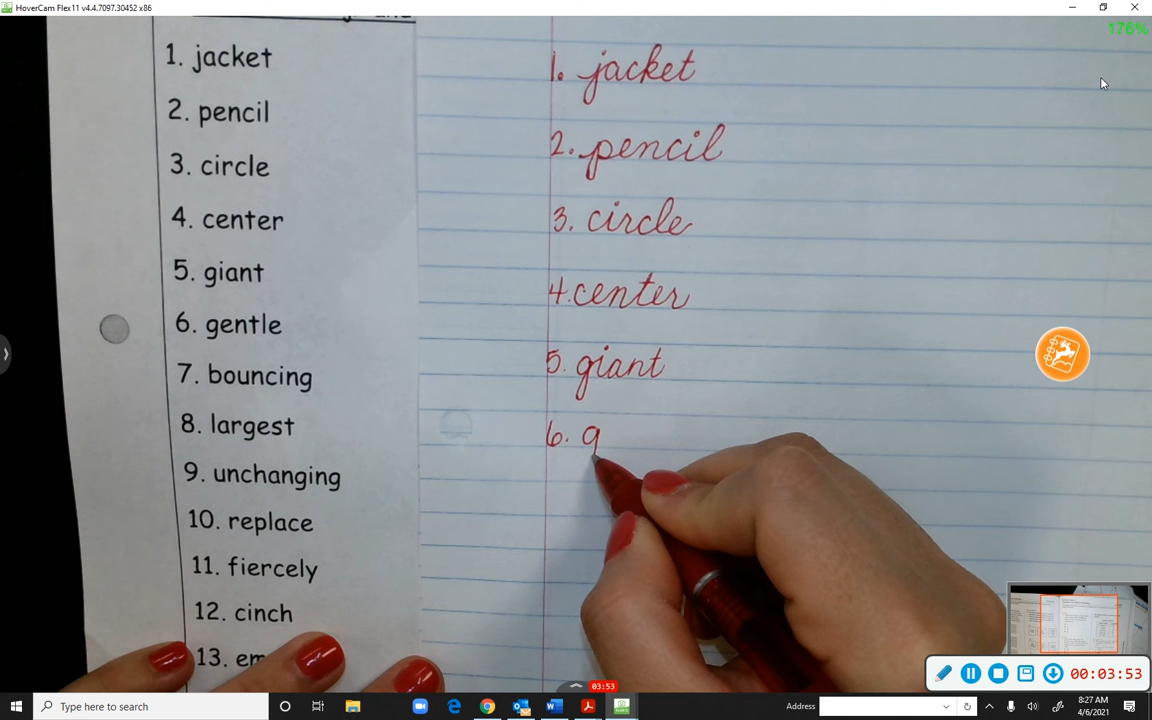 HoverCam Flex11 v4.4.7097.30452 x86
176%
1. jacket
2. pencil
3. circle
4. center
5. giant
6. gentle
7. bouncing
8. largest
9. unchanging
10. replace
11. fiercely
12. cinch
13. em
1. jacket
2. pencil
3. circle
4. center
5. giant
6. g
00:03:53
03:53
Type here to search
Address
8:27 AM
4/6/2021